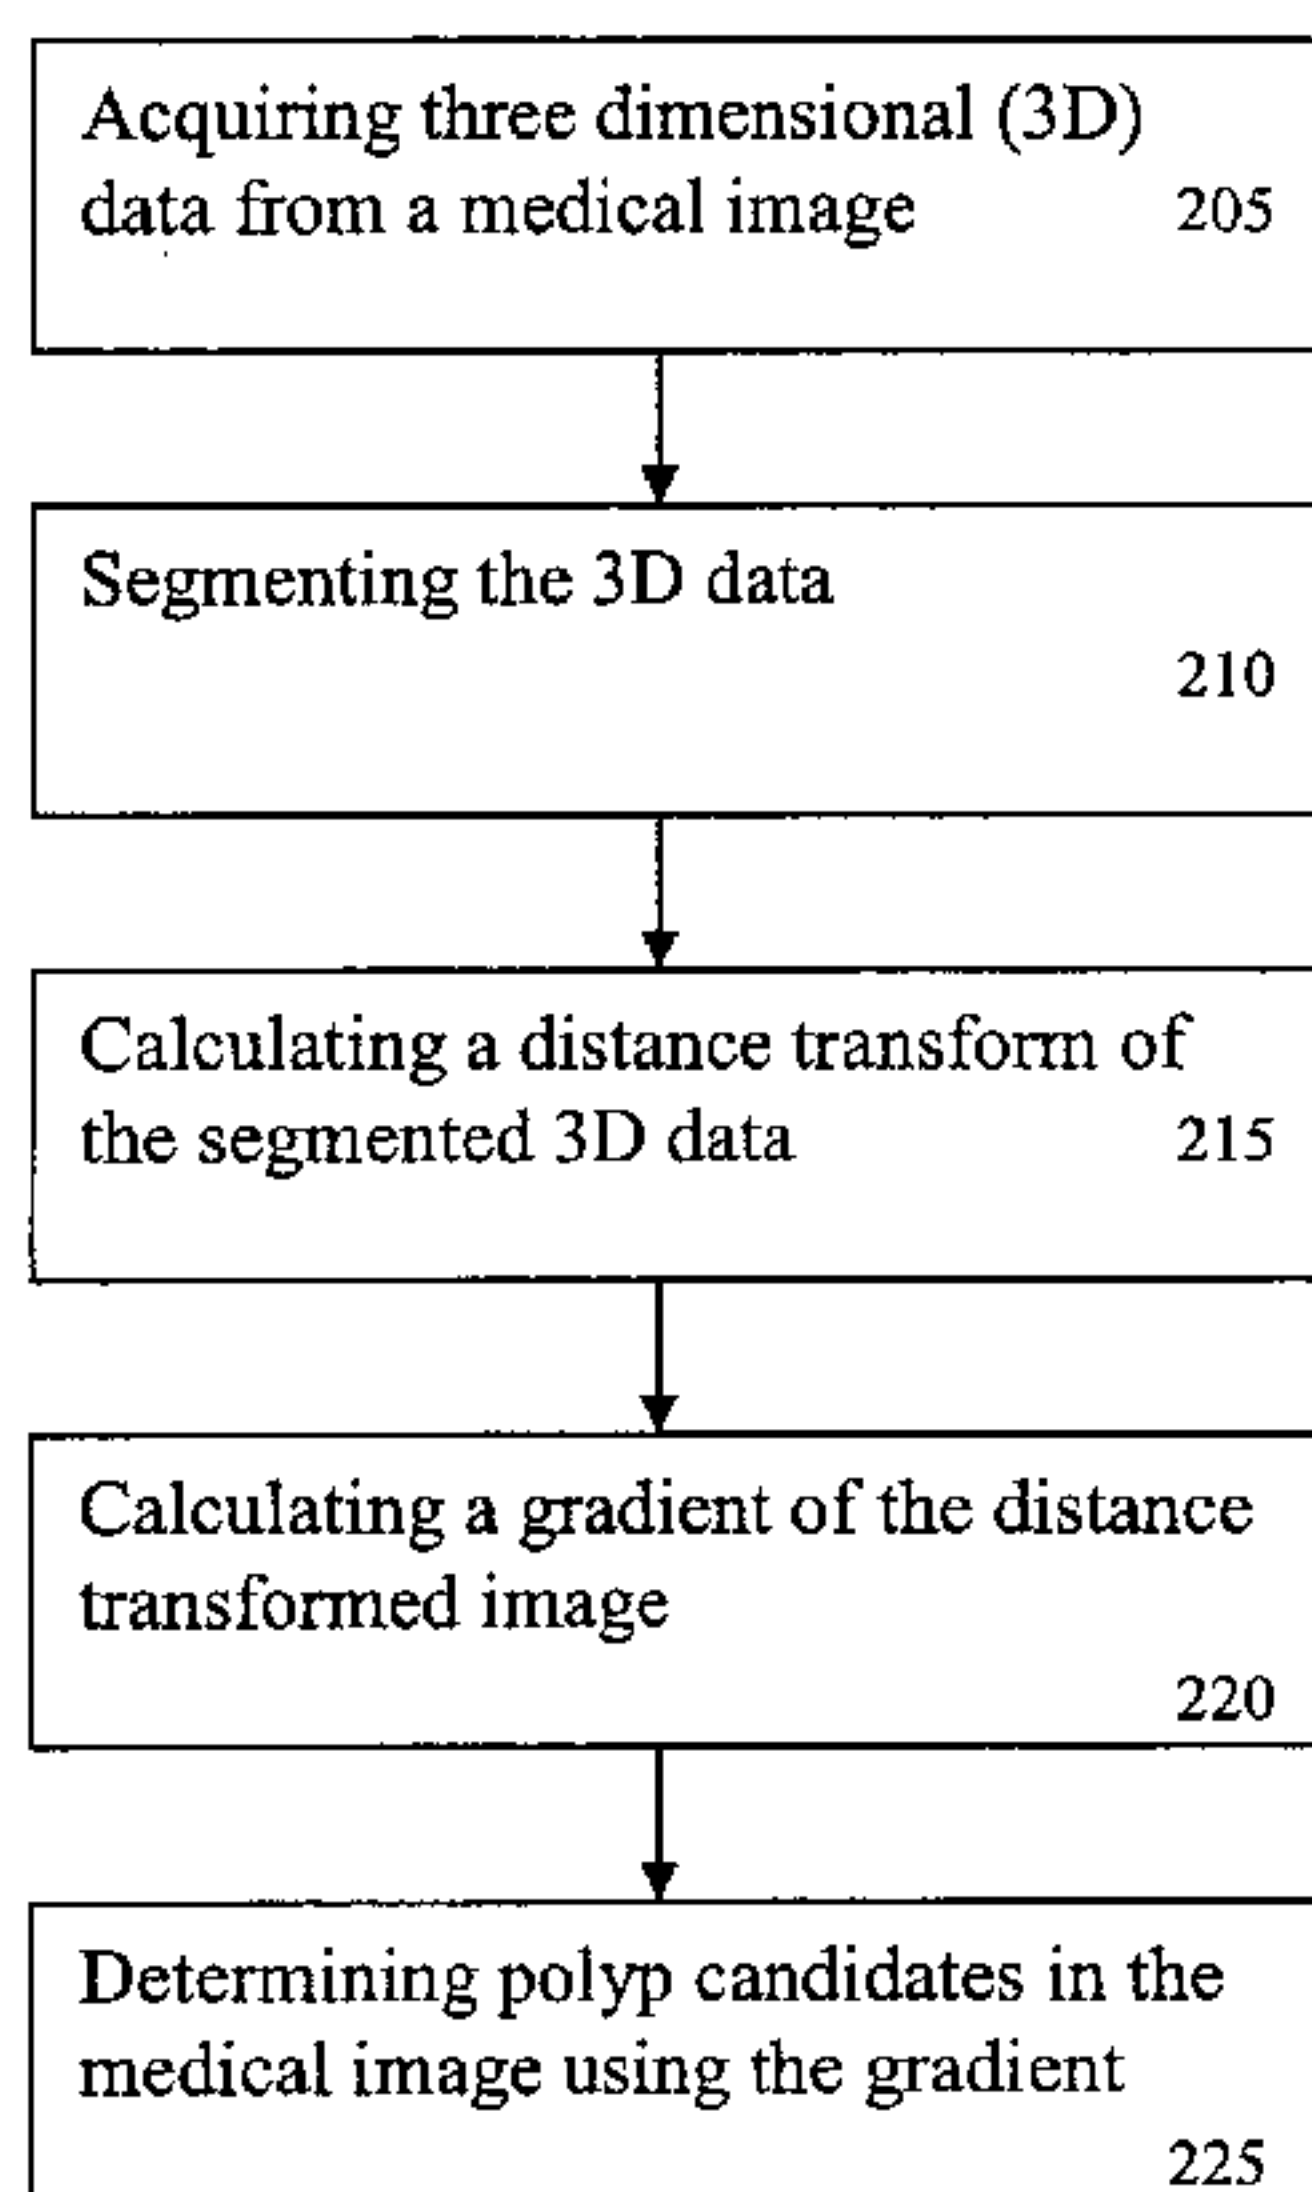 Acquiring three dimensional (3D)
data from a medical image 205
Segmenting the 3D data
210
Calculating a distance transform of
the segmented 3D data 215
Calculating a gradient of the distance
transformed image
220
Determining polyp candidates in the
medical image using the gradient
225